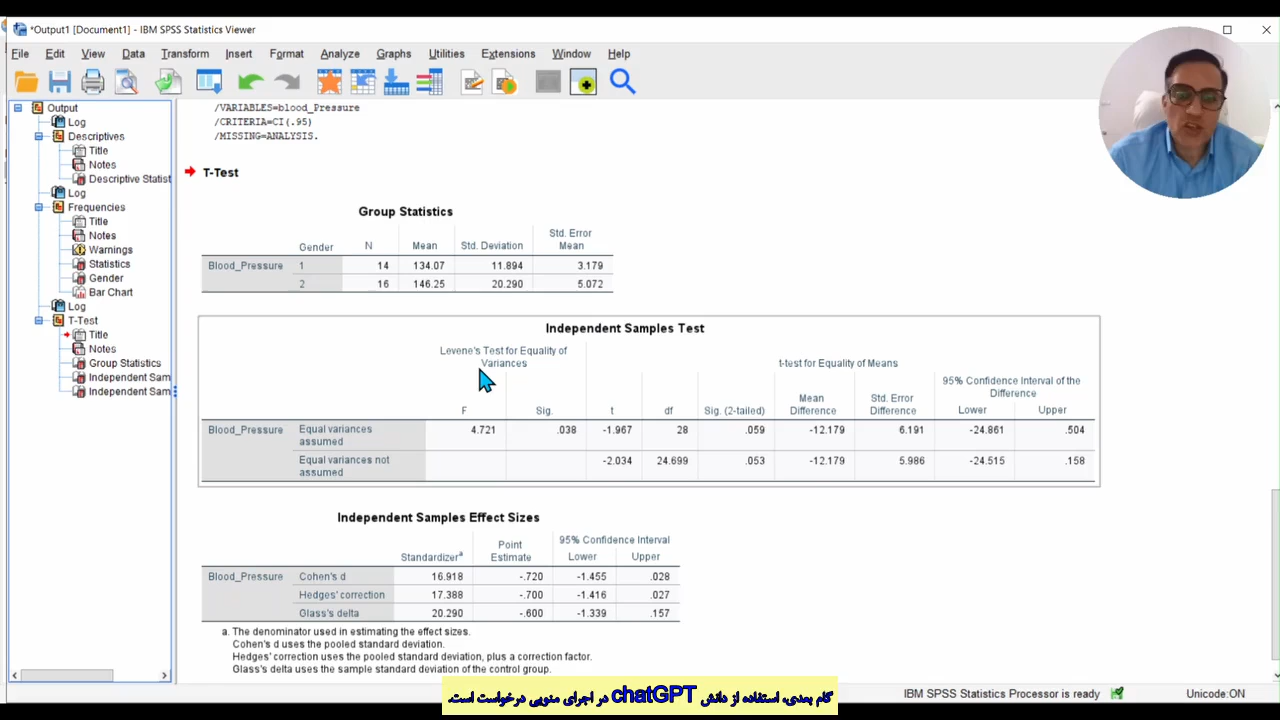 *Output1 [Document1] - IBM SPSS Statistics Viewer
File Edit View Data Transform Insert Format Analyze Graphs Utilities Extensions Window Help
Output
Log
Descriptives
Title
Notes
Descriptive Statist
Log
Frequencies
Title
Notes
Warnings
Statistics
Gender
Bar Chart
Log
T-Test
Title
Notes
Group Statistics
Independent Sam
Independent Sam
/VARIABLES=blood_Pressure
/CRITERIA=CI(.95)
/MISSING=ANALYSIS.
T-Test
Group Statistics
Gender N Mean Std. Deviation Std. Error Mean
Blood_Pressure 1 14 134.07 11.894 3.179
2 16 146.25 20.290 5.072
Independent Samples Test
Levene's Test for Equality of Variances t-test for Equality of Means
95% Confidence Interval of the Difference
F Sig. t df Sig. (2-tailed) Mean Difference Std. Error Difference Lower Upper
Blood_Pressure Equal variances assumed 4.721 .038 -1.967 28 .059 -12.179 6.191 -24.861 .504
Equal variances not assumed -2.034 24.699 .053 -12.179 5.986 -24.515 .158
Independent Samples Effect Sizes
95% Confidence Interval
Standardizerᵃ Point Estimate Lower Upper
Blood_Pressure Cohen's d 16.918 -.720 -1.455 .028
Hedges' correction 17.388 -.700 -1.416 .027
Glass's delta 20.290 -.600 -1.339 .157
a. The denominator used in estimating the effect sizes.
Cohen's d uses the pooled standard deviation.
Hedges' correction uses the pooled standard deviation, plus a correction factor.
Glass's delta uses the sample standard deviation of the control group.
IBM SPSS Statistics Processor is ready Unicode:ON
گام بعدی، استفاده از دانش chatGPT در اجرای منویی درخواست است.